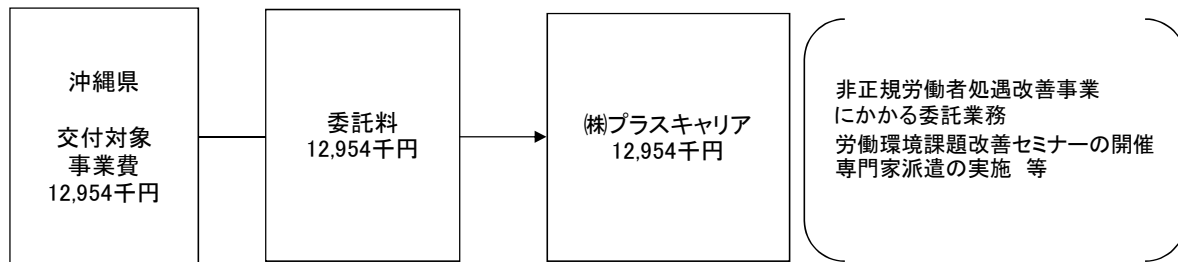 沖縄県
交付対象
事業費
12,954千円
委託料
12,954千円
㈱プラスキャリア
12,954千円
非正規労働者処遇改善事業
にかかる委託業務
労働環境課題改善セミナーの開催
専門家派遣の実施 等